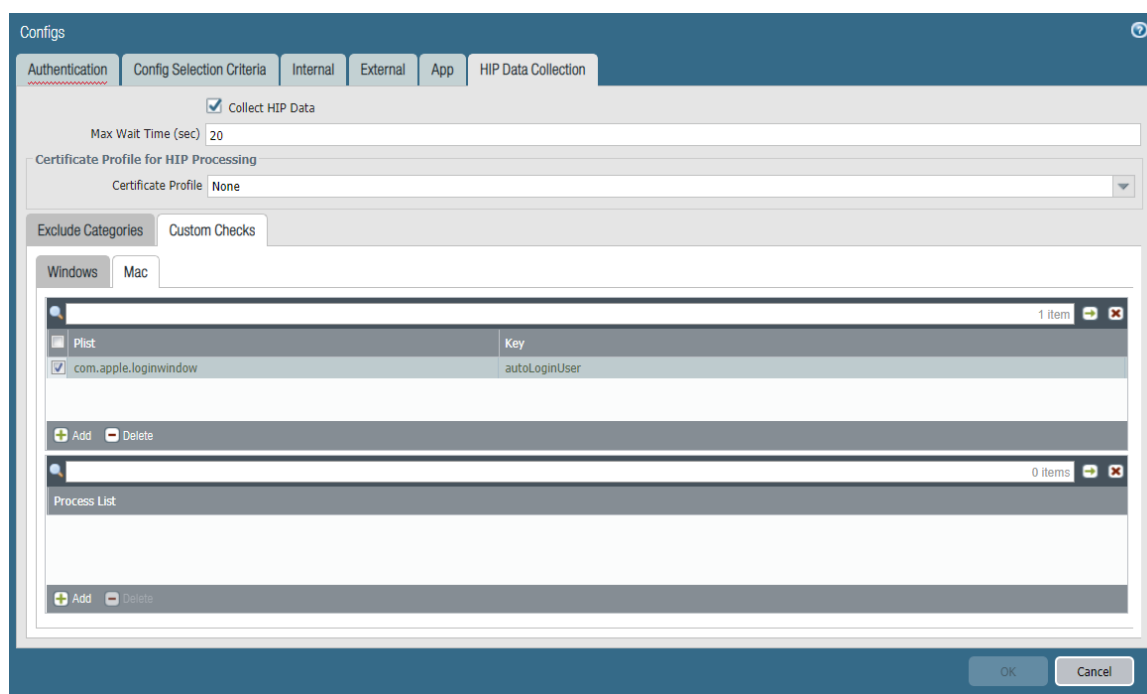 Configs
Authentication Config Selection Criteria Internal External App HIP Data Collection
Collect HIP Data
Max Wait Time (sec) 20
Certificate Profile for HIP Processing
Certificate Profile None
Exclude Categories Custom Checks
Windows Mac
1 item
Plist Key
com.apple.loginwindow autoLoginUser
Add Delete
0 items
Process List
Add Delete
OK Cancel